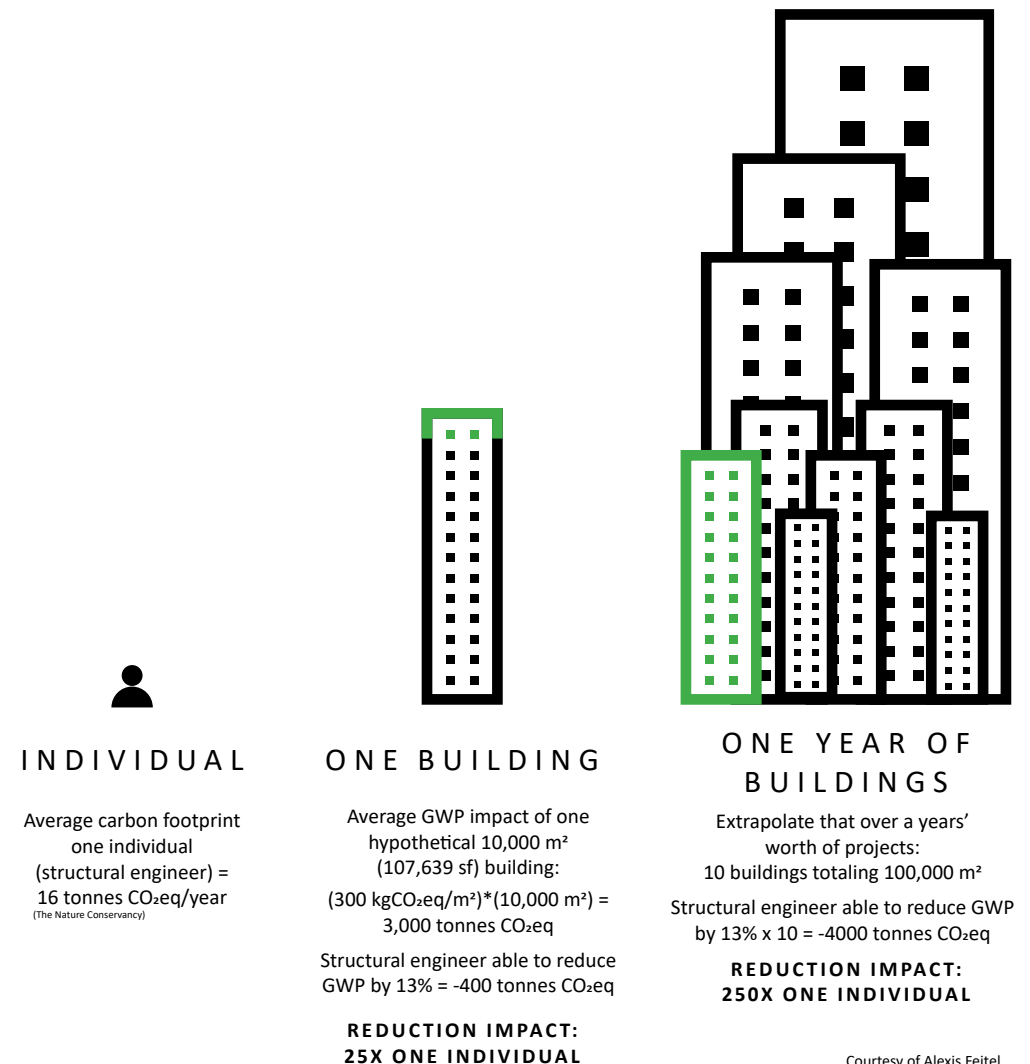 INDIVIDUAL
Average carbon footprint
one individual
(structural engineer) =
16 tonnes CO₂eq/year
(The Nature Conservancy)
ONE BUILDING
Average GWP impact of one
hypothetical 10,000 m²
(107,639 sf) building:
(300 kgCO₂eq/m²)*(10,000 m²) =
3,000 tonnes CO₂eq
Structural engineer able to reduce
GWP by 13% = -400 tonnes CO₂eq
REDUCTION IMPACT:
25X ONE INDIVIDUAL
ONE YEAR OF
BUILDINGS
Extrapolate that over a years'
worth of projects:
10 buildings totaling 100,000 m²
Structural engineer able to reduce GWP
by 13% x 10 = -4000 tonnes CO₂eq
REDUCTION IMPACT:
250X ONE INDIVIDUAL
Courtesy of Alexis Feitel